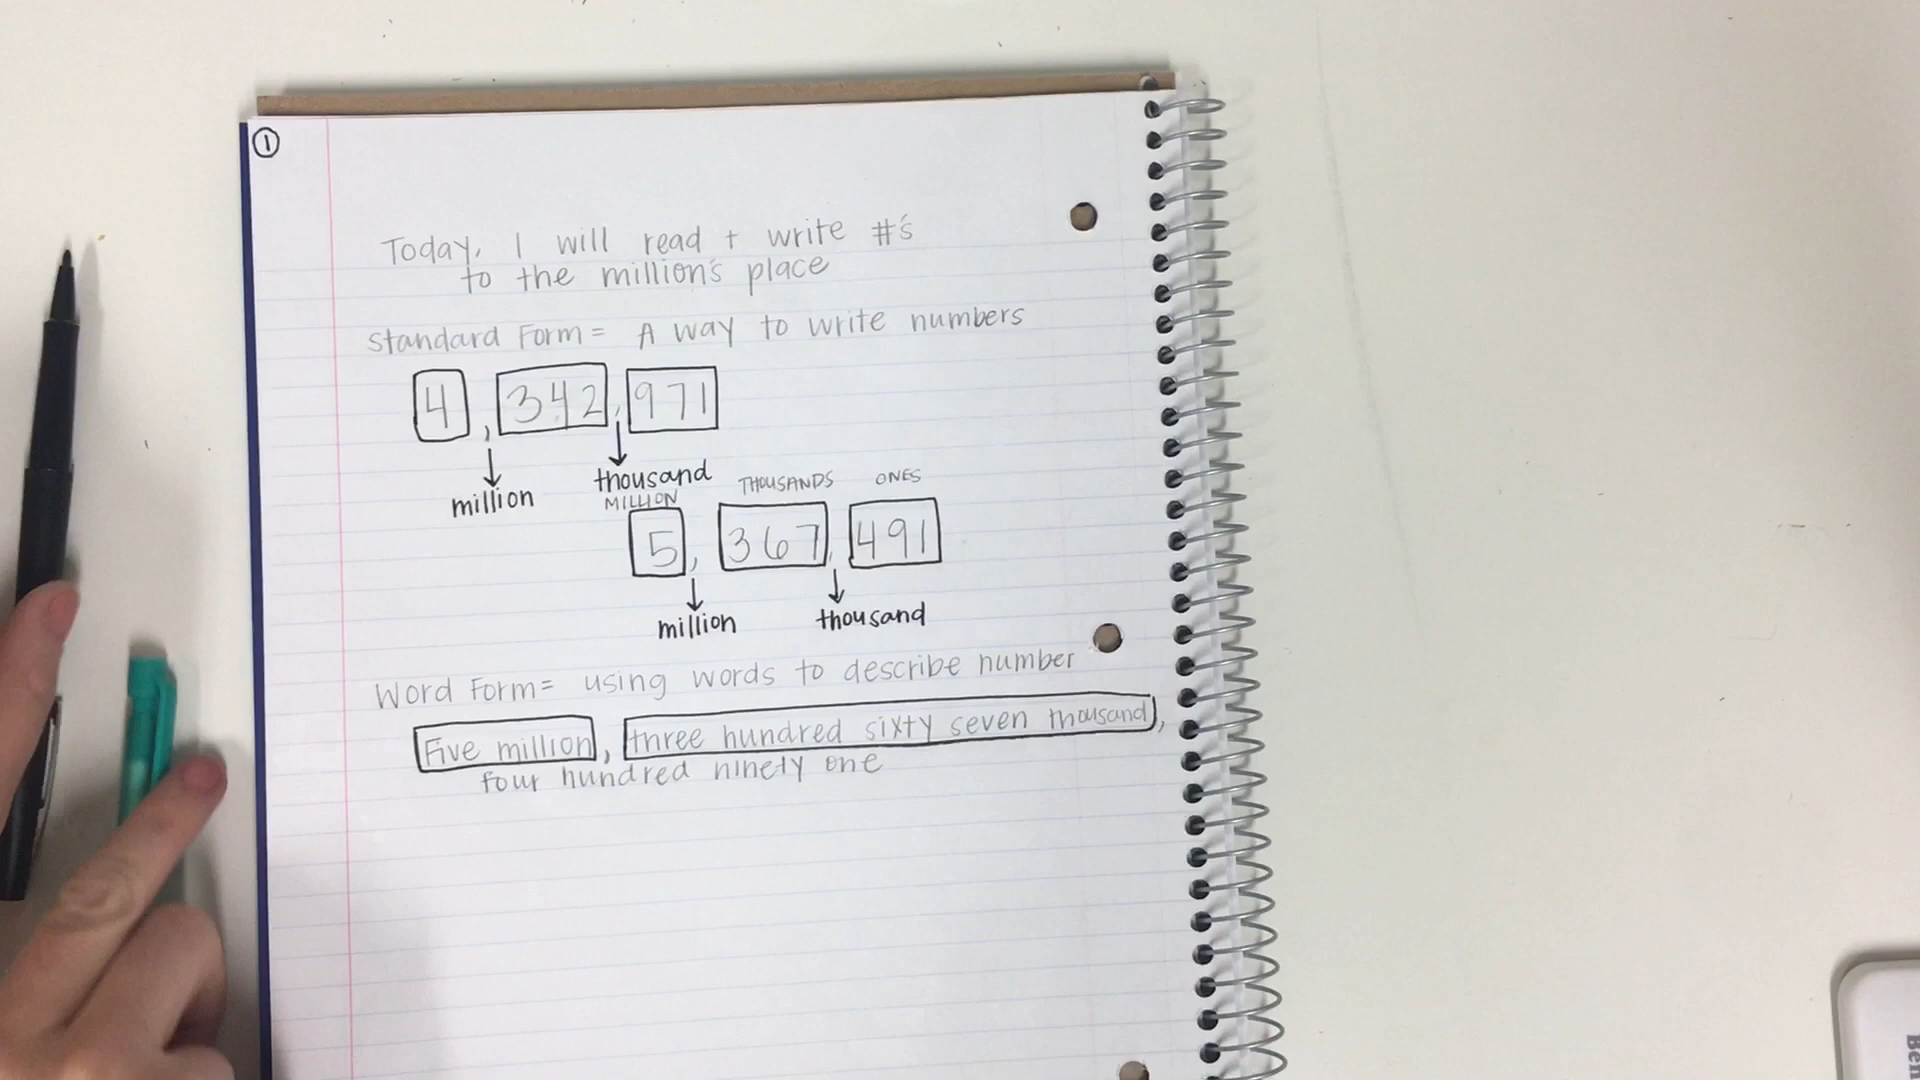 ①
Today, I will read + write #'s
to the million's place
Standard Form = A way to write numbers
4 , 342 , 971
million thousand
MILLION THOUSANDS ONES
5 , 367 , 491
million thousand
Word Form = using words to describe number
Five million , three hundred sixty seven thousand ,
four hundred ninety one